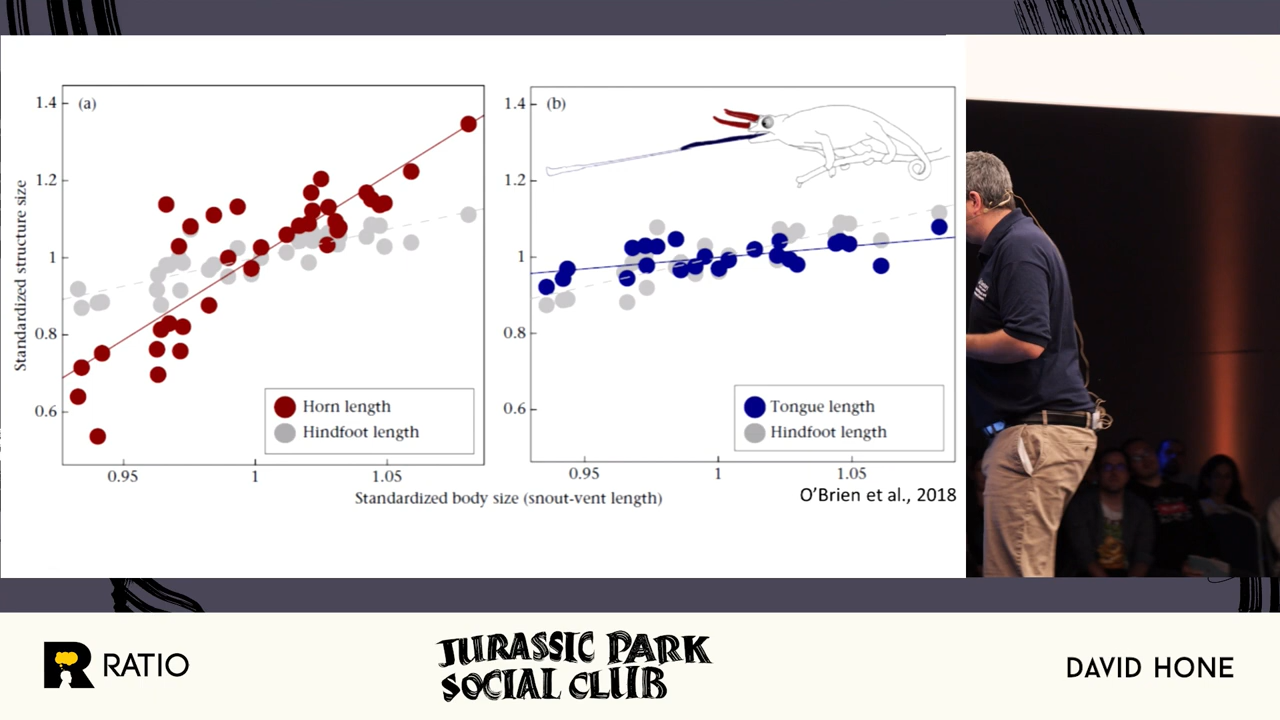 (a)
Standardized structure size
1.4
1.2
1
0.8
0.6
0.95
1
1.05
Horn length
Hindfoot length
(b)
1.4
1.2
1
0.8
0.6
0.95
1
1.05
Tongue length
Hindfoot length
Standardized body size (snout-vent length)
O'Brien et al., 2018
RATIO
JURASSIC PARK
SOCIAL CLUB
DAVID HONE